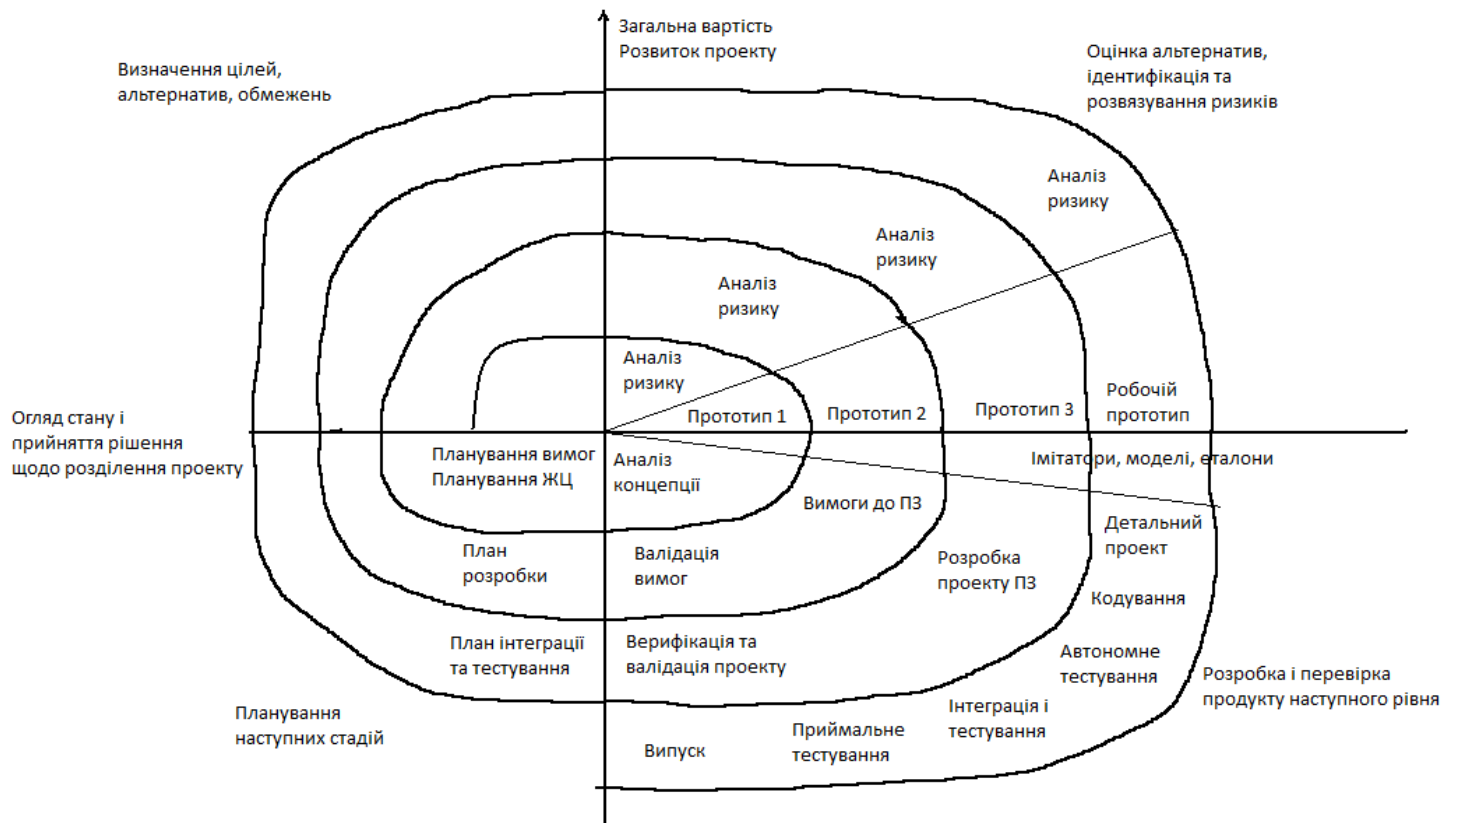 Загальна вартість
Розвиток проекту
Визначення цілей,
альтернатив, обмежень
Оцінка альтернатив,
ідентифікація та
розвязування ризиків
Аналіз
ризику
Аналіз
ризику
Аналіз
ризику
Аналіз
ризику
Прототип 1
Прототип 2
Прототип 3
Робочій
прототип
Огляд стану і
прийняття рішення
щодо розділення проекту
Планування вимог
Планування ЖЦ
Аналіз
концепції
Імітатори, моделі, еталони
Вимоги до ПЗ
Детальний
проект
План
розробки
Валідація
вимог
Розробка
проекту ПЗ
Кодування
План інтеграції
та тестування
Верифікація та
валідація проекту
Автономне
тестування
Розробка і перевірка
продукту наступного рівня
Планування
наступних стадій
Випуск
Приймальне
тестування
Інтеграція і
тестування